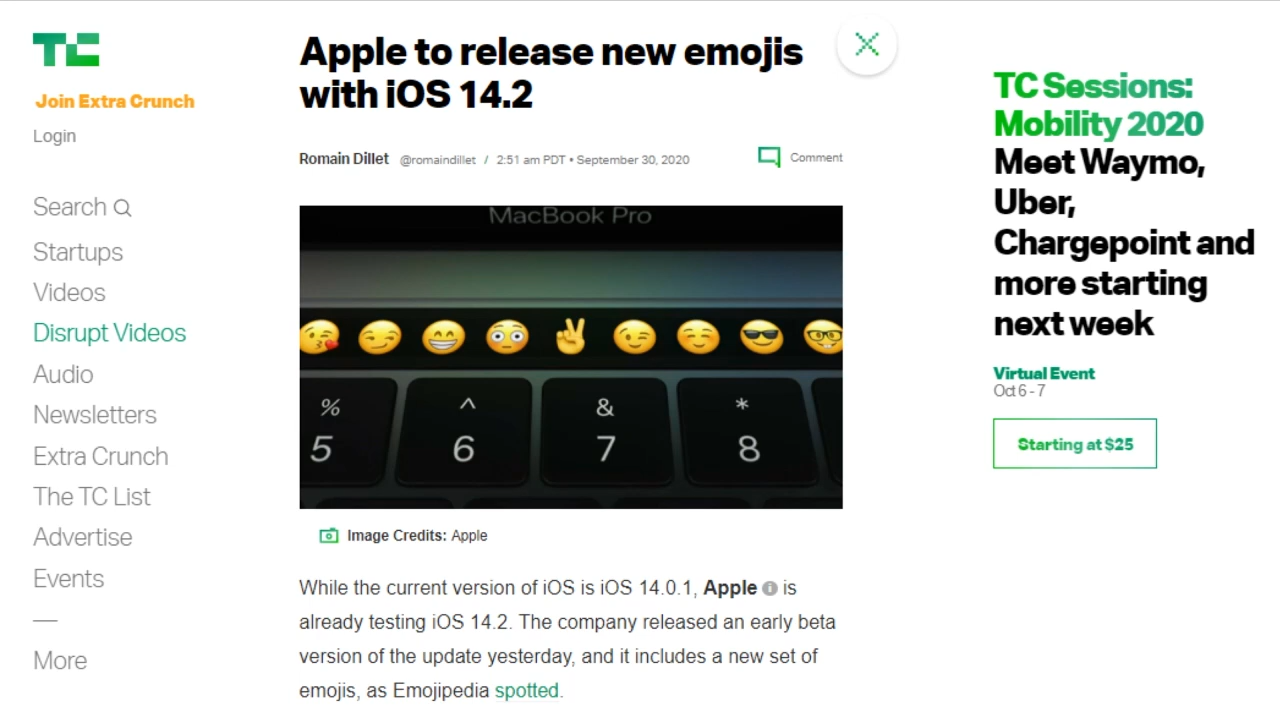 TC
Join Extra Crunch
Login
Search
Startups
Videos
Disrupt Videos
Audio
Newsletters
Extra Crunch
The TC List
Advertise
Events
—
More
Apple to release new emojis
with iOS 14.2
Romain Dillet @romaindillet / 2:51 am PDT • September 30, 2020
Comment
MacBook Pro
% ^ & *
5 6 7 8
Image Credits: Apple
While the current version of iOS is iOS 14.0.1, Apple i is
already testing iOS 14.2. The company released an early beta
version of the update yesterday, and it includes a new set of
emojis, as Emojipedia spotted.
TC Sessions:
Mobility 2020
Meet Waymo,
Uber,
Chargepoint and
more starting
next week
Virtual Event
Oct 6 - 7
Starting at $25